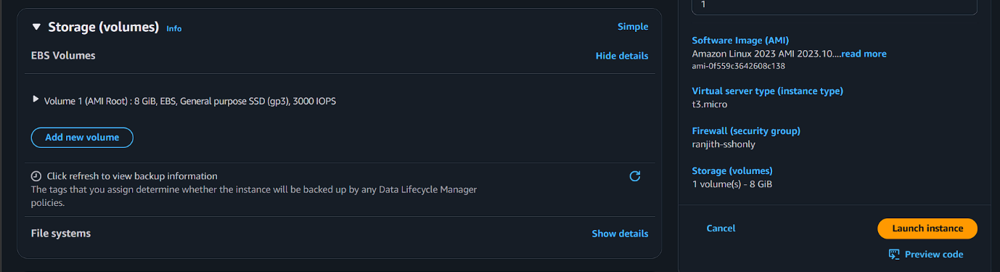 Storage (volumes) Info
Simple
EBS Volumes
Hide details
Volume 1 (AMI Root) : 8 GiB, EBS, General purpose SSD (gp3), 3000 IOPS
Add new volume
Click refresh to view backup information
The tags that you assign determine whether the instance will be backed up by any Data Lifecycle Manager
policies.
File systems
Show details
1
Software Image (AMI)
Amazon Linux 2023 AMI 2023.10....read more
ami-0f559c3642608c138
Virtual server type (instance type)
t3.micro
Firewall (security group)
ranjith-sshonly
Storage (volumes)
1 volume(s) - 8 GiB
Cancel
Launch instance
Preview code